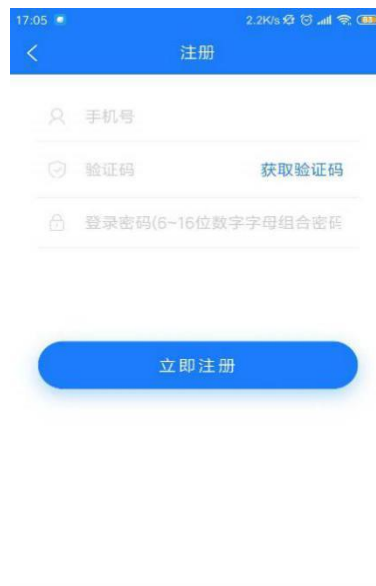 17:05 2.2K/s 63
注册
手机号
验证码 获取验证码
登录密码(6~16位数字字母组合密码
立即注册